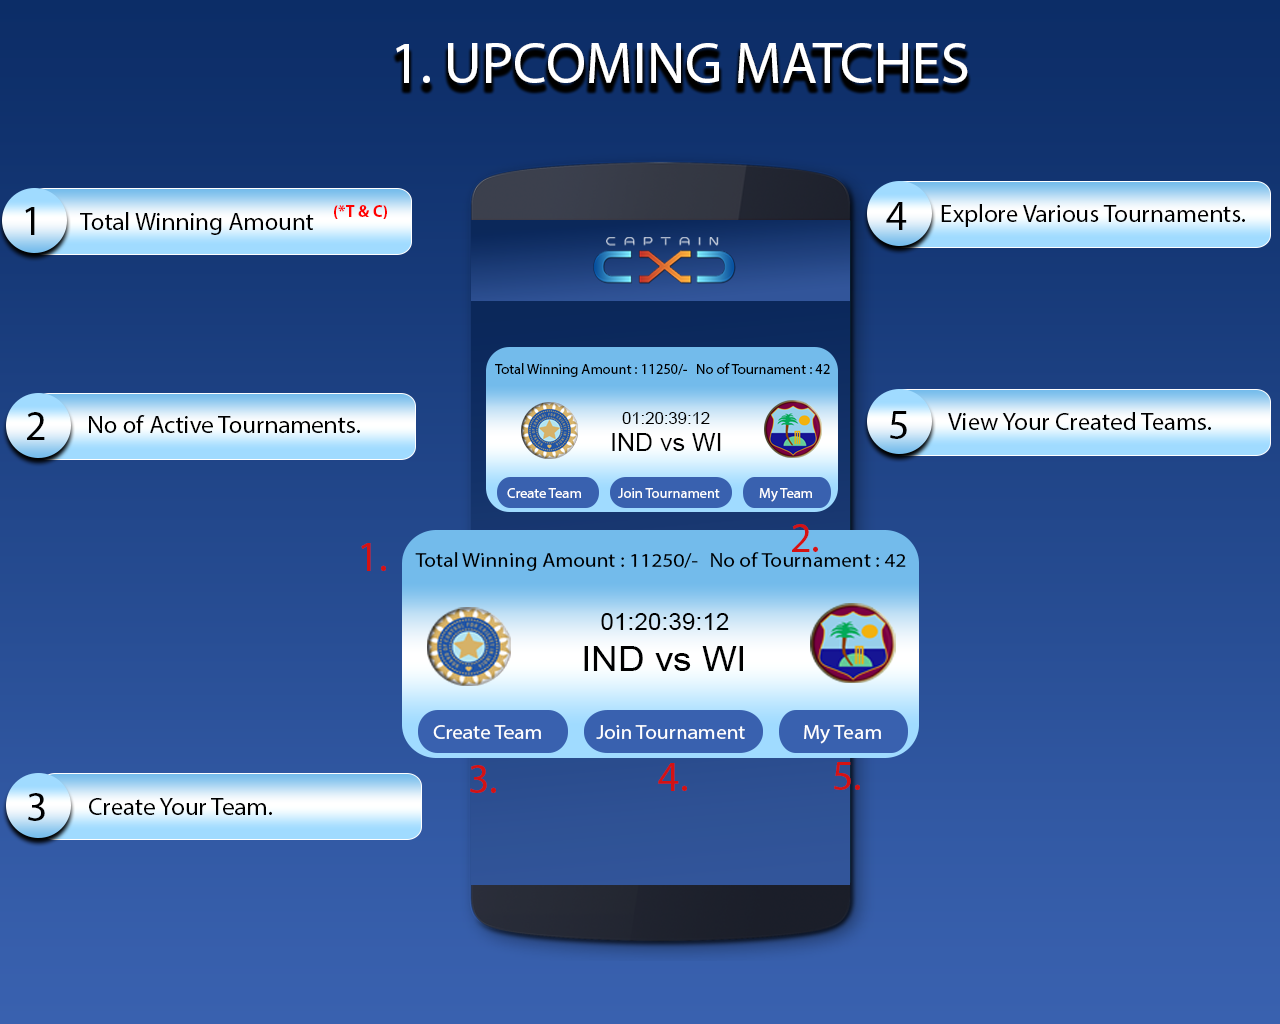 1. UPCOMING MATCHES
1 Total Winning Amount (*T & C)
4 Explore Various Tournaments.
CAPTAIN
CXD
Total Winning Amount : 11250/- No of Tournament : 42
2 No of Active Tournaments.
01:20:39:12
IND vs WI
5 View Your Created Teams.
Create Team Join Tournament My Team
1.
2.
Total Winning Amount : 11250/- No of Tournament : 42
01:20:39:12
IND vs WI
Create Team Join Tournament My Team
3. 4. 5.
3 Create Your Team.